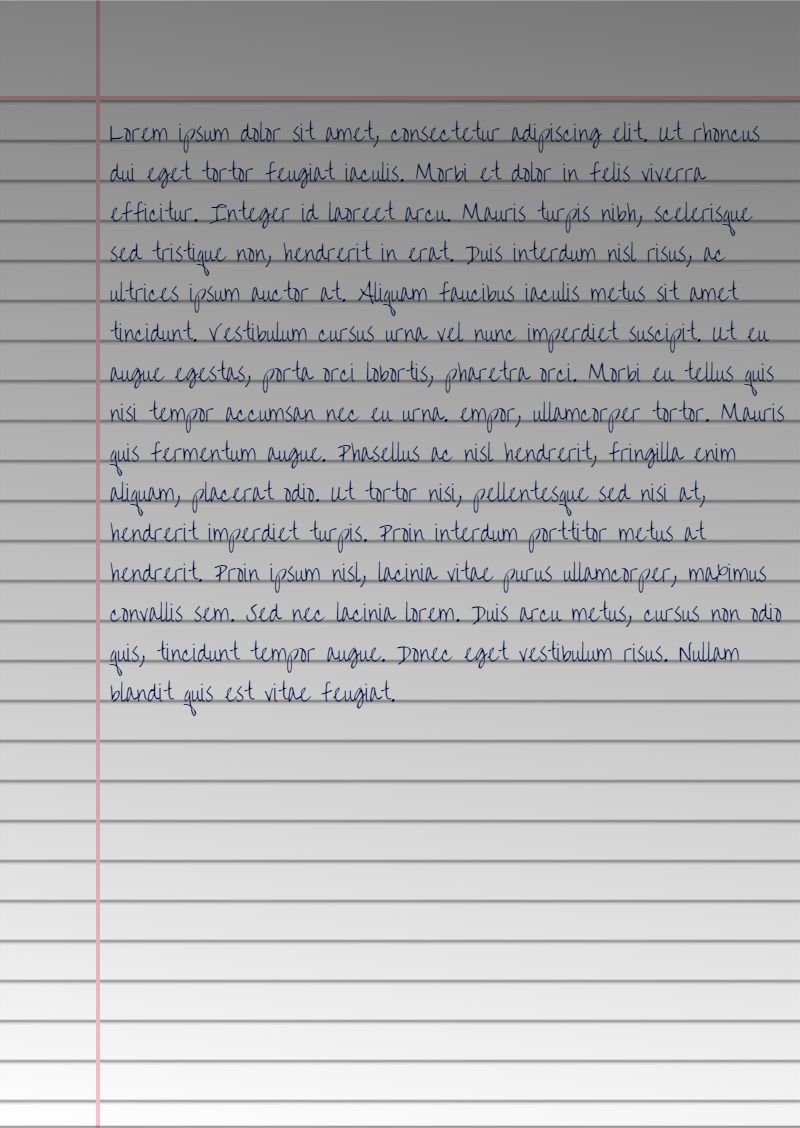 Lorem ipsum dolor sit amet, consectetur adipiscing elit. Ut rhoncus
dui eget tortor feugiat iaculis. Morbi et dolor in felis viverra
efficitur. Integer id laoreet arcu. Mauris turpis nibh, scelerisque
sed tristique non, hendrerit in erat. Duis interdum nisl risus, ac
ultrices ipsum auctor at. Aliquam faucibus iaculis metus sit amet
tincidunt. Vestibulum cursus urna vel nunc imperdiet suscipit. Ut eu
augue egestas, porta orci lobortis, pharetra orci. Morbi eu tellus quis
nisi tempor accumsan nec eu urna. empor, ullamcorper tortor. Mauris
quis fermentum augue. Phasellus ac nisl hendrerit, fringilla enim
aliquam, placerat odio. Ut tortor nisi, pellentesque sed nisi at,
hendrerit imperdiet turpis. Proin interdum porttitor metus at
hendrerit. Proin ipsum nisl, lacinia vitae purus ullamcorper, maximus
convallis sem. Sed nec lacinia lorem. Duis arcu metus, cursus non odio
quis, tincidunt tempor augue. Donec eget vestibulum risus. Nullam
blandit quis est vitae feugiat.